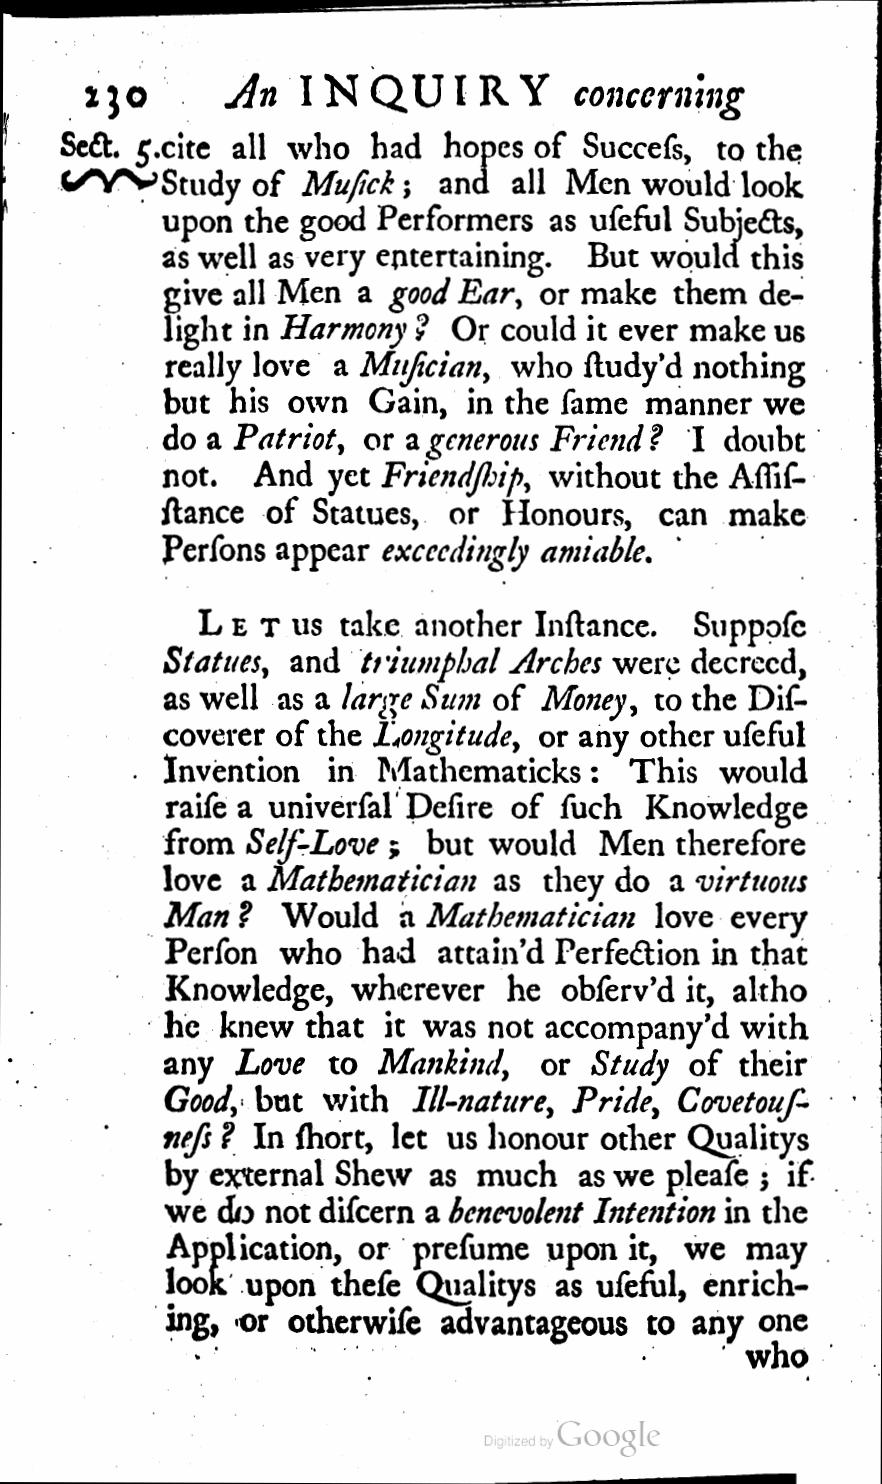 230 An INQUIRY concerning
Sect. 5. cite all who had hopes of Succeſs, to the
Study of Muſick; and all Men would look
upon the good Performers as uſeful Subjects,
as well as very entertaining. But would this
give all Men a good Ear, or make them de-
light in Harmony? Or could it ever make us
really love a Muſician, who ſtudy'd nothing
but his own Gain, in the ſame manner we
do a Patriot, or a generous Friend? I doubt
not. And yet Friendſhip, without the Aſſiſ-
ſtance of Statues, or Honours, can make
Perſons appear exceedingly amiable.
LET us take another Inſtance. Suppoſe
Statues, and triumphal Arches were decreed,
as well as a large Sum of Money, to the Diſ-
coverer of the Longitude, or any other uſeful
Invention in Mathematicks: This would
raiſe a univerſal Deſire of ſuch Knowledge
from Self-Love; but would Men therefore
love a Mathematician as they do a virtuous
Man? Would a Mathematician love every
Perſon who had attain'd Perfection in that
Knowledge, wherever he obſerv'd it, altho
he knew that it was not accompany'd with
any Love to Mankind, or Study of their
Good, but with Ill-nature, Pride, Covetouſ-
neſs? In ſhort, let us honour other Qualitys
by external Shew as much as we pleaſe; if
we do not diſcern a benevolent Intention in the
Application, or preſume upon it, we may
look upon theſe Qualitys as uſeful, enrich-
ing, or otherwiſe advantageous to any one
who
Digitized by Google